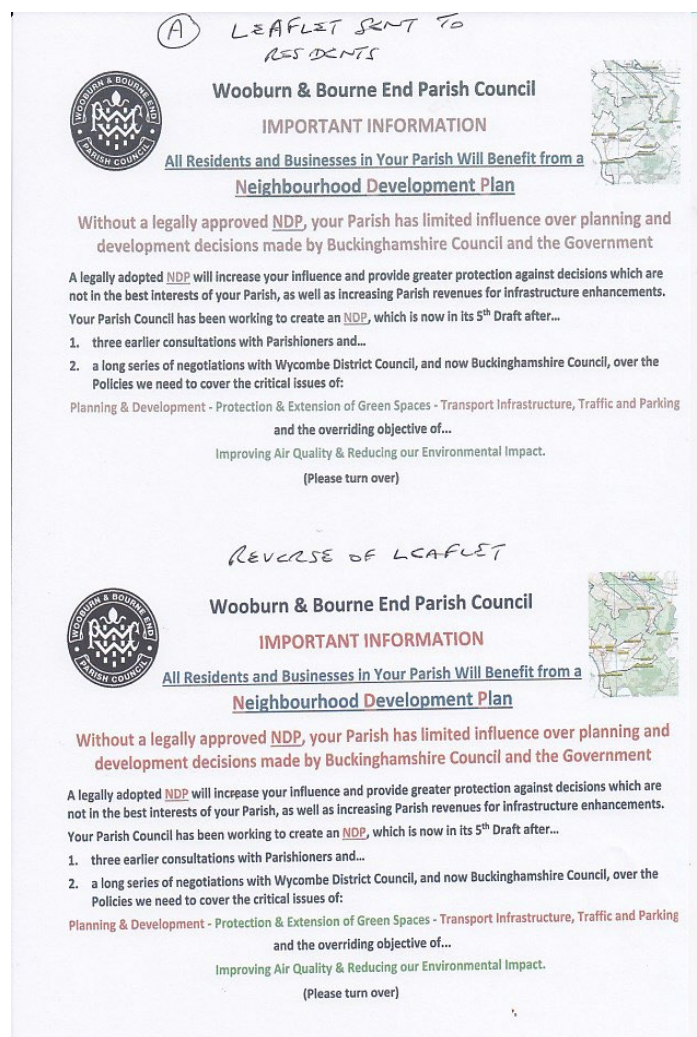 A LEAFLET SENT TO
RESIDENTS
WOOBURN & BOURNE END
PARISH COUNCIL
Wooburn & Bourne End Parish Council
IMPORTANT INFORMATION
All Residents and Businesses in Your Parish Will Benefit from a
Neighbourhood Development Plan
Without a legally approved NDP, your Parish has limited influence over planning and
development decisions made by Buckinghamshire Council and the Government
A legally adopted NDP will increase your influence and provide greater protection against decisions which are
not in the best interests of your Parish, as well as increasing Parish revenues for infrastructure enhancements.
Your Parish Council has been working to create an NDP, which is now in its 5th Draft after...
1. three earlier consultations with Parishioners and...
2. a long series of negotiations with Wycombe District Council, and now Buckinghamshire Council, over the
Policies we need to cover the critical issues of:
Planning & Development - Protection & Extension of Green Spaces - Transport Infrastructure, Traffic and Parking
and the overriding objective of...
Improving Air Quality & Reducing our Environmental Impact.
(Please turn over)
REVERSE OF LEAFLET
WOOBURN & BOURNE END
PARISH COUNCIL
Wooburn & Bourne End Parish Council
IMPORTANT INFORMATION
All Residents and Businesses in Your Parish Will Benefit from a
Neighbourhood Development Plan
Without a legally approved NDP, your Parish has limited influence over planning and
development decisions made by Buckinghamshire Council and the Government
A legally adopted NDP will increase your influence and provide greater protection against decisions which are
not in the best interests of your Parish, as well as increasing Parish revenues for infrastructure enhancements.
Your Parish Council has been working to create an NDP, which is now in its 5th Draft after...
1. three earlier consultations with Parishioners and...
2. a long series of negotiations with Wycombe District Council, and now Buckinghamshire Council, over the
Policies we need to cover the critical issues of:
Planning & Development - Protection & Extension of Green Spaces - Transport Infrastructure, Traffic and Parking
and the overriding objective of...
Improving Air Quality & Reducing our Environmental Impact.
(Please turn over)